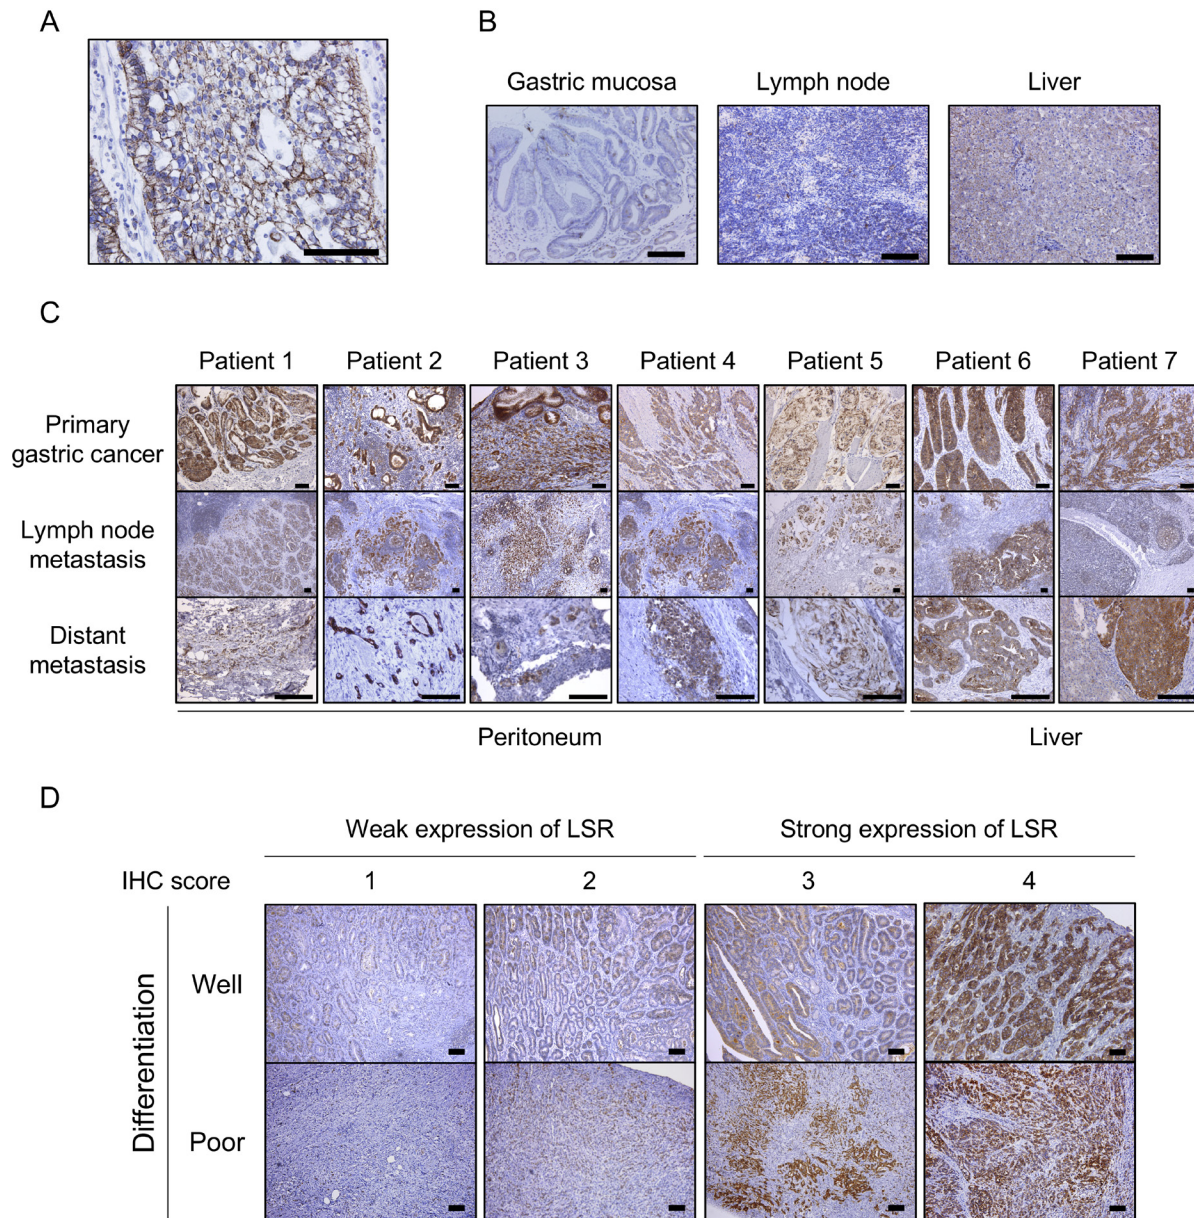 A
B
Gastric mucosa
Lymph node
Liver
C
Patient 1
Patient 2
Patient 3
Patient 4
Patient 5
Patient 6
Patient 7
Primary
gastric cancer
Lymph node
metastasis
Distant
metastasis
Peritoneum
Liver
D
Weak expression of LSR
Strong expression of LSR
IHC score
1
2
3
4
Differentiation
Well
Poor